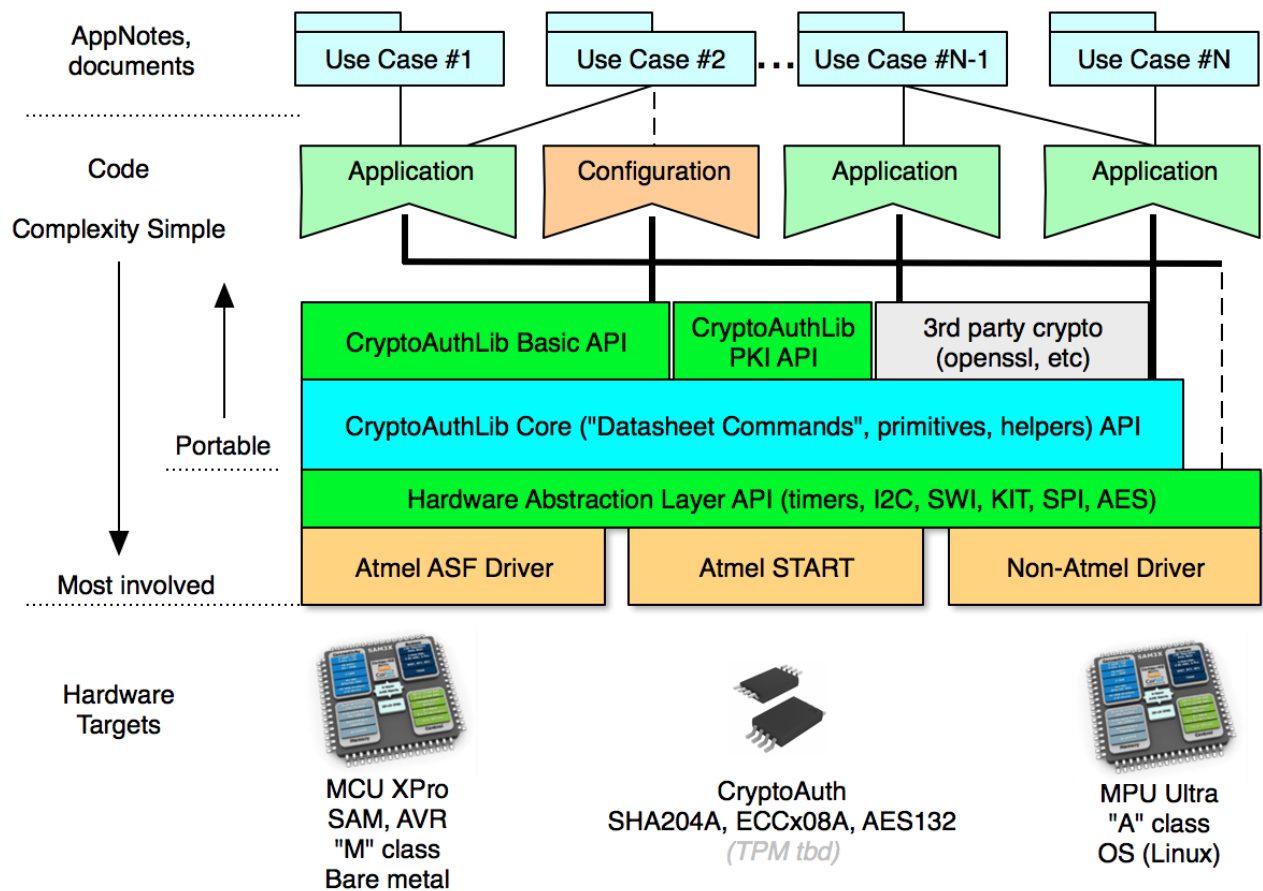 AppNotes,
documents
Use Case #1
Use Case #2
...
Use Case #N-1
Use Case #N
Code
Application
Configuration
Application
Application
Complexity Simple
CryptoAuthLib Basic API
CryptoAuthLib
PKI API
3rd party crypto
(openssl, etc)
CryptoAuthLib Core ("Datasheet Commands", primitives, helpers) API
Portable
Hardware Abstraction Layer API (timers, I2C, SWI, KIT, SPI, AES)
Atmel ASF Driver
Atmel START
Non-Atmel Driver
Most involved
Hardware
Targets
MCU XPro
SAM, AVR
"M" class
Bare metal
CryptoAuth
SHA204A, ECCx08A, AES132
(TPM tbd)
MPU Ultra
"A" class
OS (Linux)